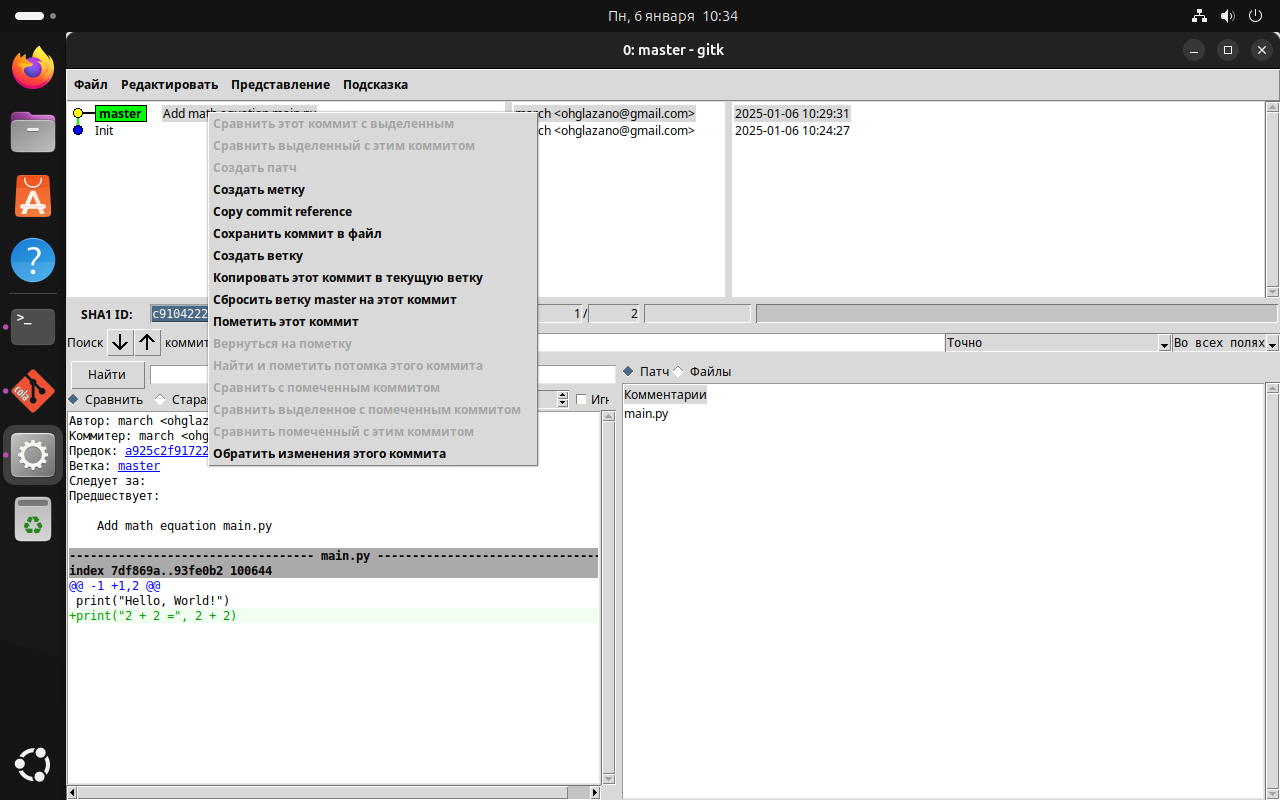 Пн, 6 января 10:34
0: master - gitk
Файл Редактировать Представление Подсказка
master Add math equation main.py march <ohglazano@gmail.com> 2025-01-06 10:29:31
Init ch <ohglazano@gmail.com> 2025-01-06 10:24:27
Сравнить этот коммит с выделенным
Сравнить выделенный с этим коммитом
Создать патч
Создать метку
Copy commit reference
Сохранить коммит в файл
Создать ветку
Копировать этот коммит в текущую ветку
Сбросить ветку master на этот коммит
Пометить этот коммит
Вернуться на пометку
Найти и пометить потомка этого коммита
Сравнить с помеченным коммитом
Сравнить выделенное с помеченным коммитом
Сравнить помеченный с этим коммитом
Обратить изменения этого коммита
SHA1 ID: c9104222 1 / 2
Поиск коммит Точно Во всех полях
Найти
Сравнить Стара Иг
Патч Файлы
Комментарии
main.py
Автор: march <ohglaz
Коммитер: march <ohg
Предок: a925c2f91722
Ветка: master
Следует за:
Предшествует:
Add math equation main.py
---------------------------------- main.py -------------------------------
index 7df869a..93fe0b2 100644
@@ -1 +1,2 @@
print("Hello, World!")
+print("2 + 2 =", 2 + 2)
>_
cola
?